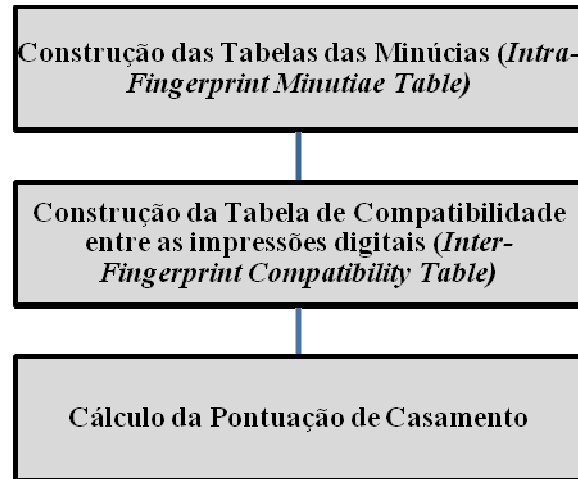 Construção das Tabelas das Minúcias (Intra-
Fingerprint Minutiae Table)
Construção da Tabela de Compatibilidade
entre as impressões digitais (Inter-
Fingerprint Compatibility Table)
Cálculo da Pontuação de Casamento